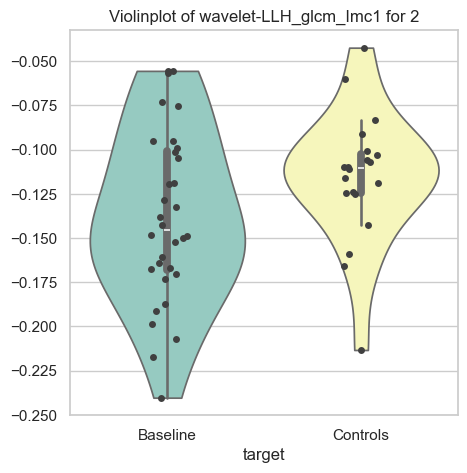 Violinplot of wavelet-LLH_glcm_Imc1 for 2
−0.050
−0.075
−0.100
−0.125
−0.150
−0.175
−0.200
−0.225
−0.250
Baseline
Controls
target